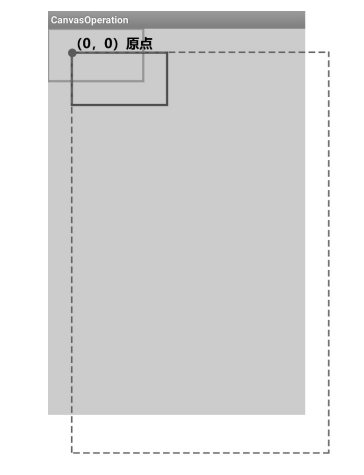 CanvasOperation
(0，0) 原点